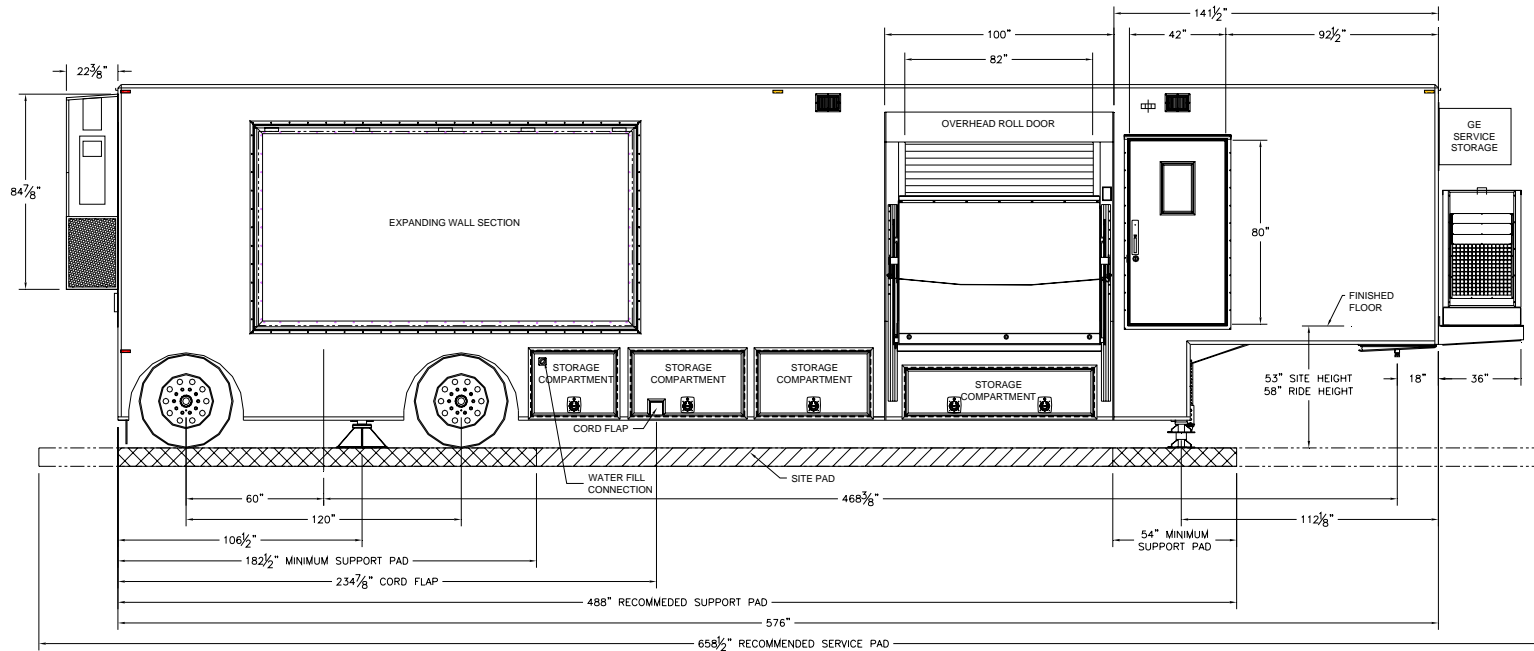 141½"
100"
42"
92½"
82"
22⅜"
OVERHEAD ROLL DOOR
GE
SERVICE
STORAGE
84⅞"
EXPANDING WALL SECTION
80"
FINISHED
FLOOR
STORAGE
COMPARTMENT
STORAGE
COMPARTMENT
STORAGE
COMPARTMENT
STORAGE
COMPARTMENT
53" SITE HEIGHT
58" RIDE HEIGHT
18"
36"
CORD FLAP
WATER FILL
CONNECTION
SITE PAD
60"
468⅜"
120"
112⅛"
106½"
54" MINIMUM
SUPPORT PAD
182½" MINIMUM SUPPORT PAD
234⅞" CORD FLAP
488" RECOMMEDED SUPPORT PAD
576"
658½" RECOMMENDED SERVICE PAD